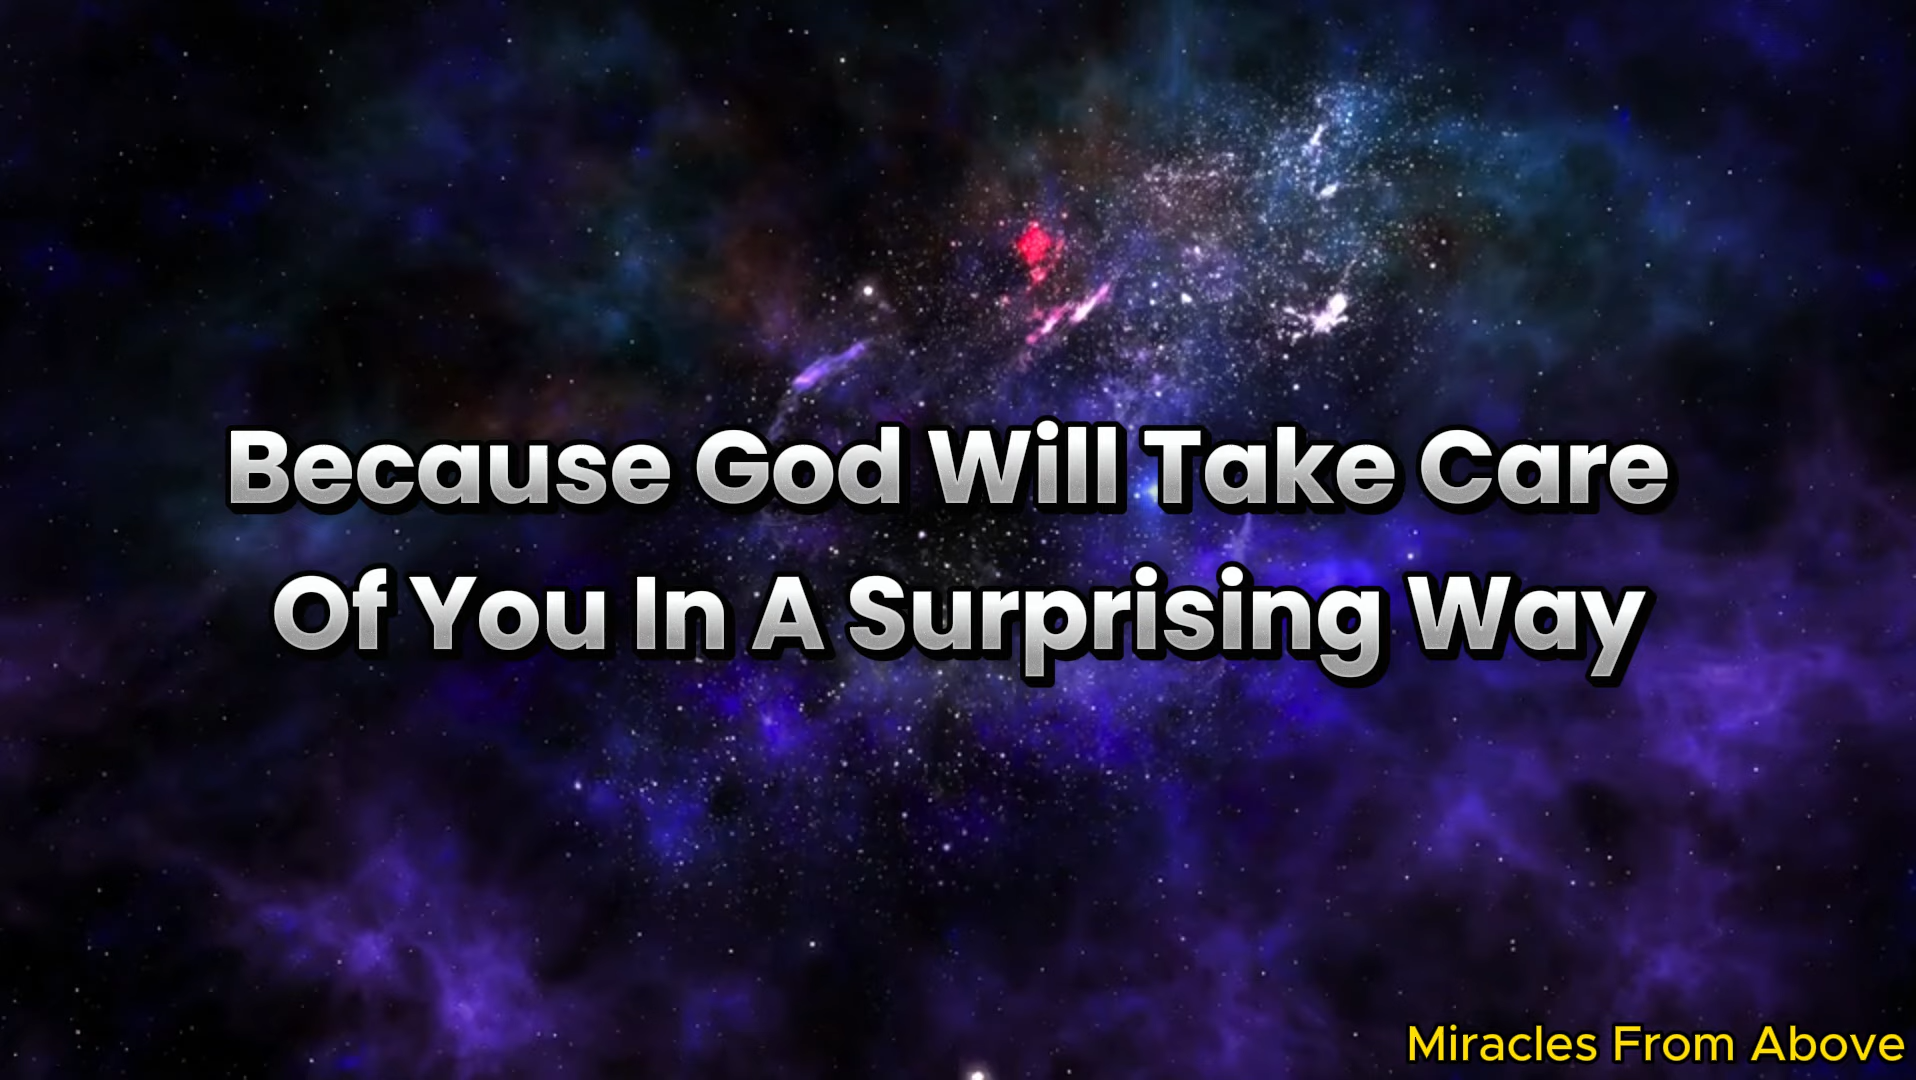 Because God Will Take Care
Of You In A Surprising Way
Miracles From Above